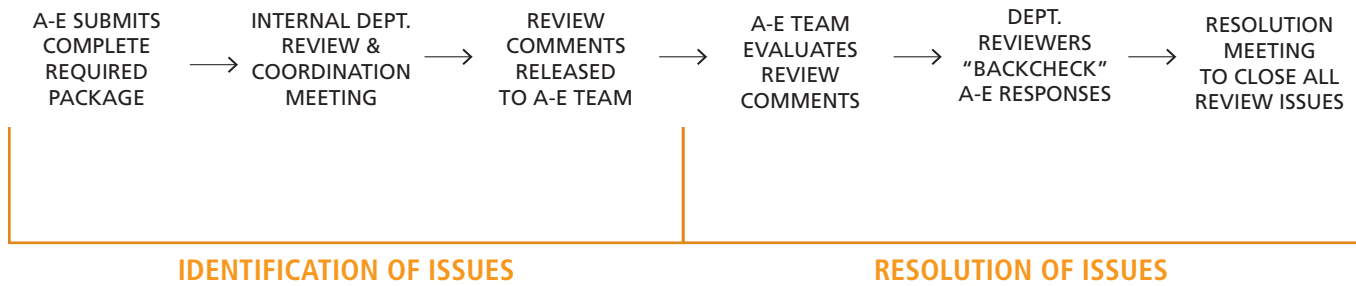 A-E SUBMITS
COMPLETE
REQUIRED
PACKAGE
INTERNAL DEPT.
REVIEW &
COORDINATION
MEETING
REVIEW
COMMENTS
RELEASED
TO A-E TEAM
A-E TEAM
EVALUATES
REVIEW
COMMENTS
DEPT.
REVIEWERS
“BACKCHECK”
A-E RESPONSES
RESOLUTION
MEETING
TO CLOSE ALL
REVIEW ISSUES
IDENTIFICATION OF ISSUES
RESOLUTION OF ISSUES